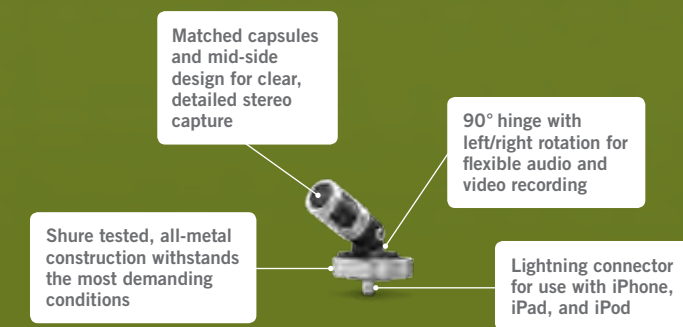 Matched capsules
and mid-side
design for clear,
detailed stereo
capture
90° hinge with
left/right rotation for
flexible audio and
video recording
Shure tested, all-metal
construction withstands
the most demanding
conditions
Lightning connector
for use with iPhone,
iPad, and iPod